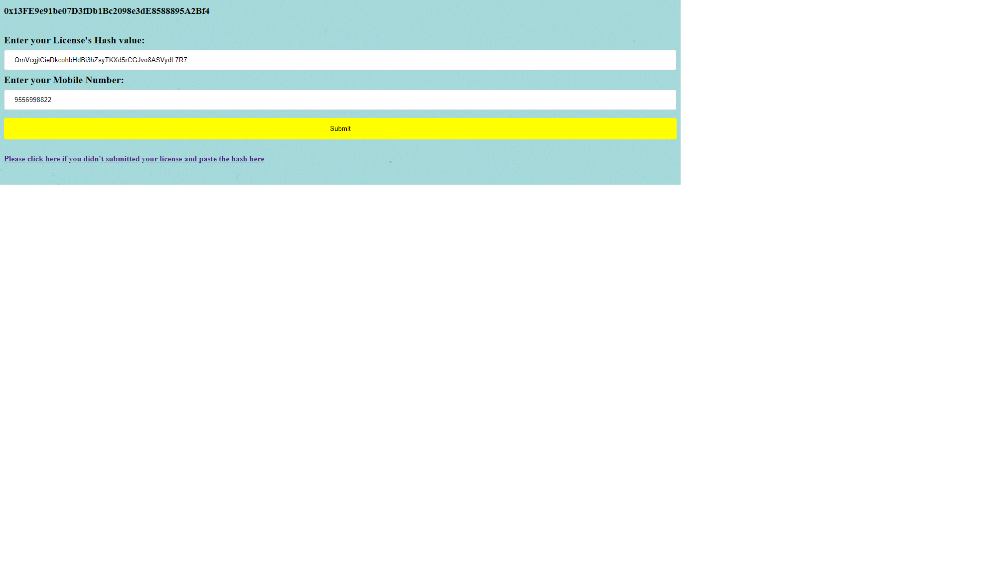 0x13FE9e91be07D3fDb1Bc2098e3dE8588895A2Bf4
Enter your License's Hash value:
QmVcgjtCieDkcohbHdBi3hZsyTKXd5rCGJvo8ASVydL7R7
Enter your Mobile Number:
9556998822
Submit
Please click here if you didn't submitted your license and paste the hash here